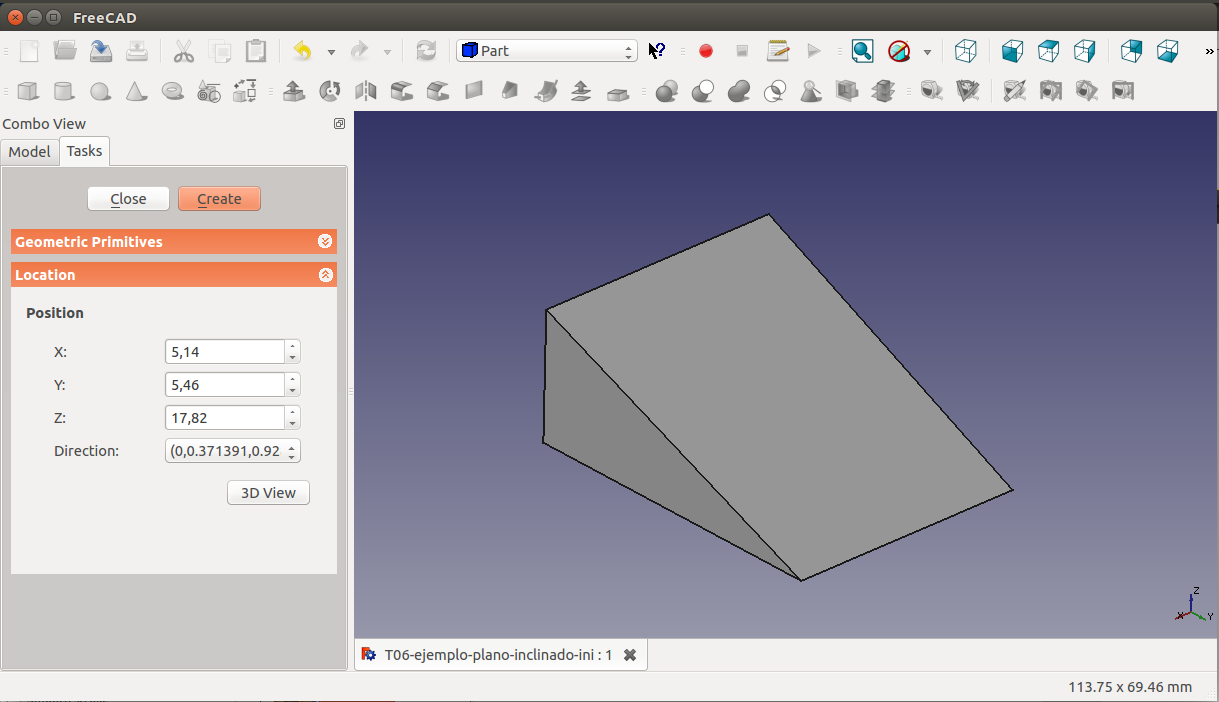 FreeCAD
Part
»
Combo View
Model
Tasks
Close
Create
Geometric Primitives
Location
Position
X:
5,14
Y:
5,46
Z:
17,82
Direction:
(0,0.371391,0.92
3D View
Z
X
Y
T06-ejemplo-plano-inclinado-ini : 1
113.75 x 69.46 mm